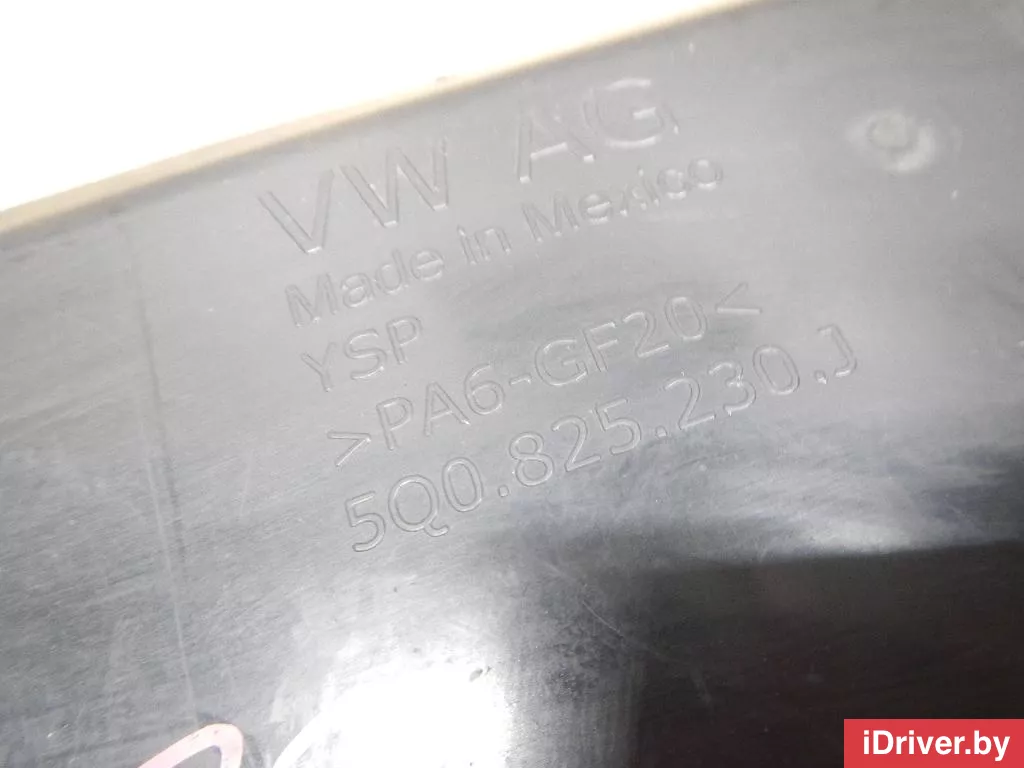 VW AG
Made in Mexico
YSP
>PA6-GF20<
5Q0.825.230.J
iDriver.by